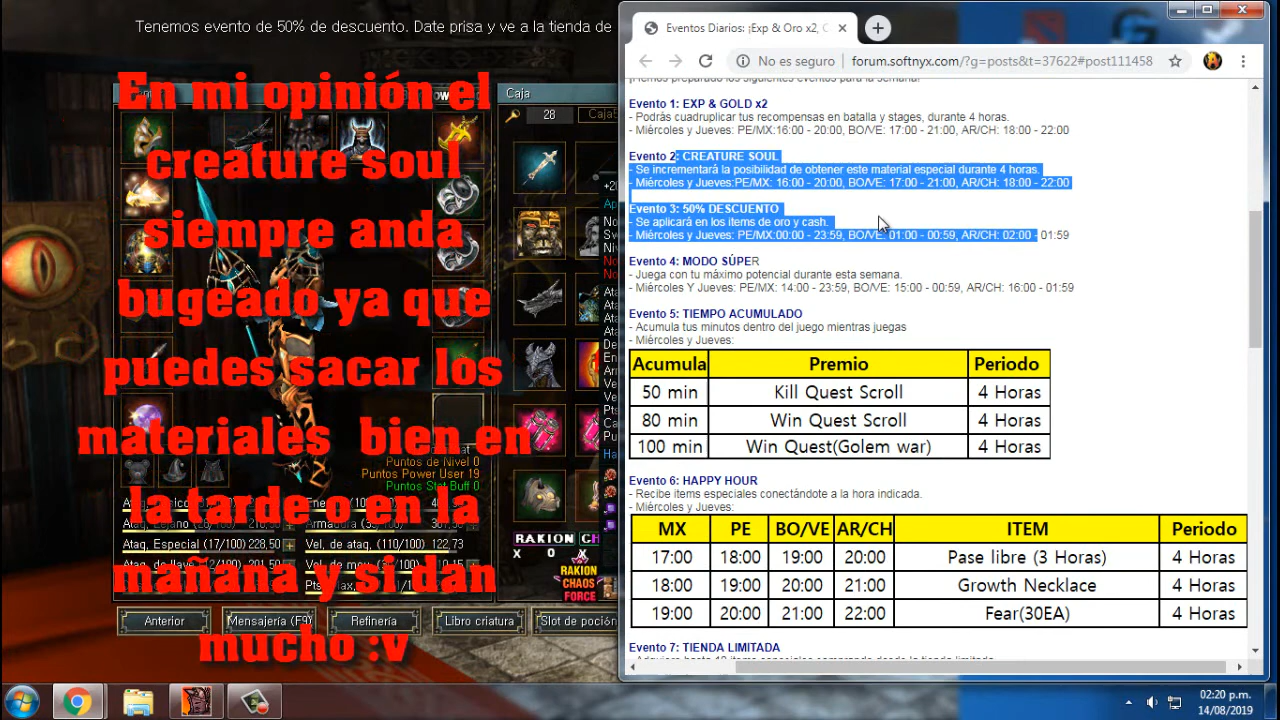 Tenemos evento de 50% de descuento. Date prisa y ve a la tienda de
En mi opinión el
creature soul
siempre anda
bugeado ya que
puedes sacar los
materiales bien en
la tarde o en la
mañana y si dan
mucho :v
Caja
28
Puntos de Nivel 0
Puntos Power User 19
Puntos Stat Buff 0
Ataq. Especial (17/100) 228,50
Vel. de ataq. (110/100) 122,73
RAKION
X 0 X
RAKION
CHAOS
FORCE
Anterior
Mensajería (F9)
Refinería
Libro criatura
Slot de poción
Eventos Diarios: ¡Exp & Oro x2, C
No es seguro
forum.softnyx.com/?g=posts&t=37622#post111458
¡Hemos preparado los siguientes eventos para la semana!
Evento 1: EXP & GOLD x2
- Podrás cuadruplicar tus recompensas en batalla y stages, durante 4 horas.
- Miércoles y Jueves: PE/MX:16:00 - 20:00, BO/VE: 17:00 - 21:00, AR/CH: 18:00 - 22:00
Evento 2: CREATURE SOUL
- Se incrementará la posibilidad de obtener este material especial durante 4 horas.
- Miércoles y Jueves:PE/MX: 16:00 - 20:00, BO/VE: 17:00 - 21:00, AR/CH: 18:00 - 22:00
Evento 3: 50% DESCUENTO
- Se aplicará en los items de oro y cash.
- Miércoles y Jueves: PE/MX:00:00 - 23:59, BO/VE: 01:00 - 00:59, AR/CH: 02:00 - 01:59
Evento 4: MODO SÚPER
- Juega con tu máximo potencial durante esta semana.
- Miércoles Y Jueves: PE/MX: 14:00 - 23:59, BO/VE: 15:00 - 00:59, AR/CH: 16:00 - 01:59
Evento 5: TIEMPO ACUMULADO
- Acumula tus minutos dentro del juego mientras juegas
- Miércoles y Jueves:
Acumula Premio Periodo
50 min Kill Quest Scroll 4 Horas
80 min Win Quest Scroll 4 Horas
100 min Win Quest(Golem war) 4 Horas
Evento 6: HAPPY HOUR
- Recibe items especiales conectándote a la hora indicada.
- Miércoles y Jueves:
MX PE BO/VE AR/CH ITEM Periodo
17:00 18:00 19:00 20:00 Pase libre (3 Horas) 4 Horas
18:00 19:00 20:00 21:00 Growth Necklace 4 Horas
19:00 20:00 21:00 22:00 Fear(30EA) 4 Horas
Evento 7: TIENDA LIMITADA
02:20 p.m.
14/08/2019